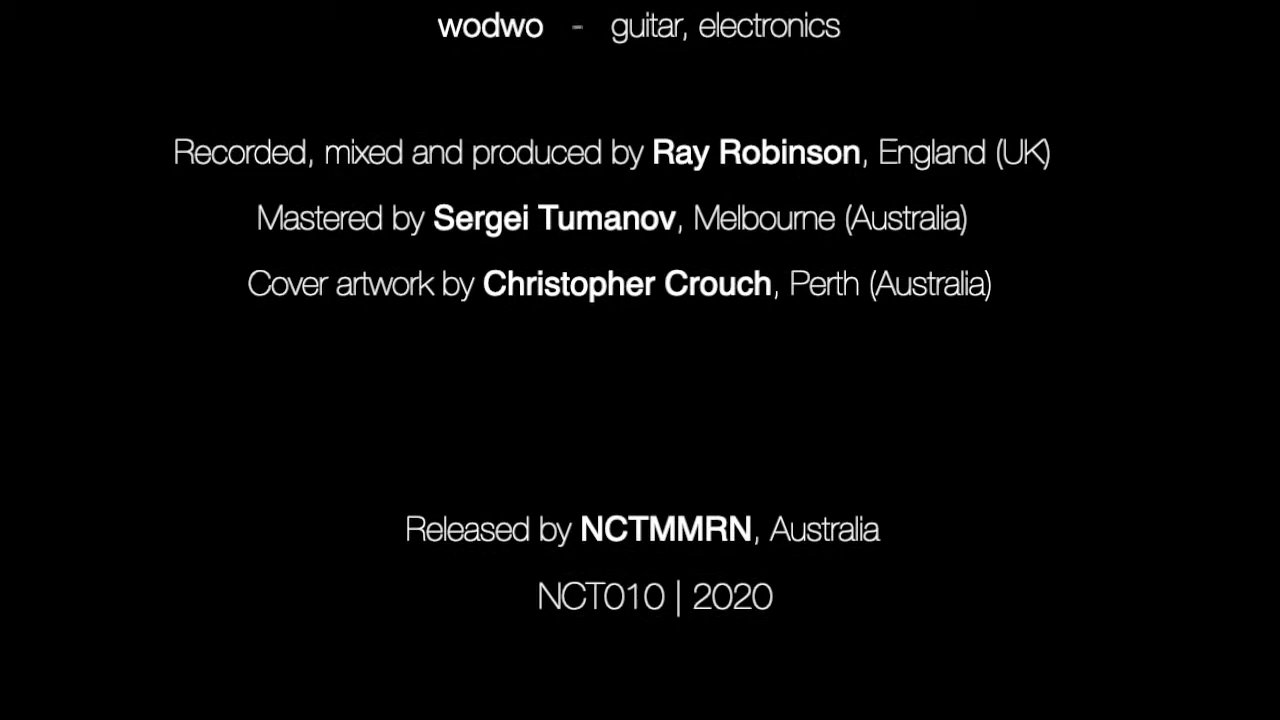 wodwo - guitar, electronics
Recorded, mixed and produced by Ray Robinson, England (UK)
Mastered by Sergei Tumanov, Melbourne (Australia)
Cover artwork by Christopher Crouch, Perth (Australia)
Released by NCTMMRN, Australia
NCT010 | 2020